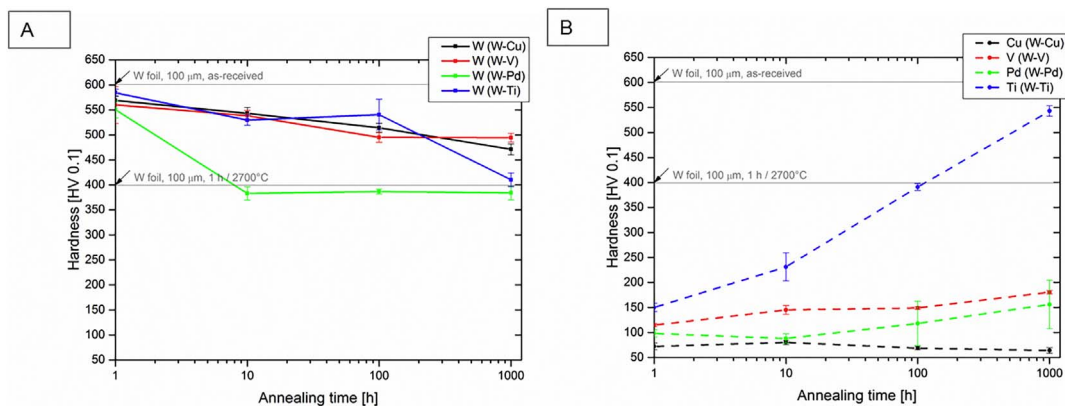 A
650
600
550
500
450
400
350
300
250
200
150
100
50
Hardness [HV 0.1]
W foil, 100 µm, as-received
W foil, 100 µm, 1 h / 2700°C
W (W-Cu)
W (W-V)
W (W-Pd)
W (W-Ti)
1
10
100
1000
Annealing time [h]
B
650
600
550
500
450
400
350
300
250
200
150
100
50
Hardness [HV 0.1]
W foil, 100 µm, as-received
W foil, 100 µm, 1 h / 2700°C
Cu (W-Cu)
V (W-V)
Pd (W-Pd)
Ti (W-Ti)
1
10
100
1000
Annealing time [h]